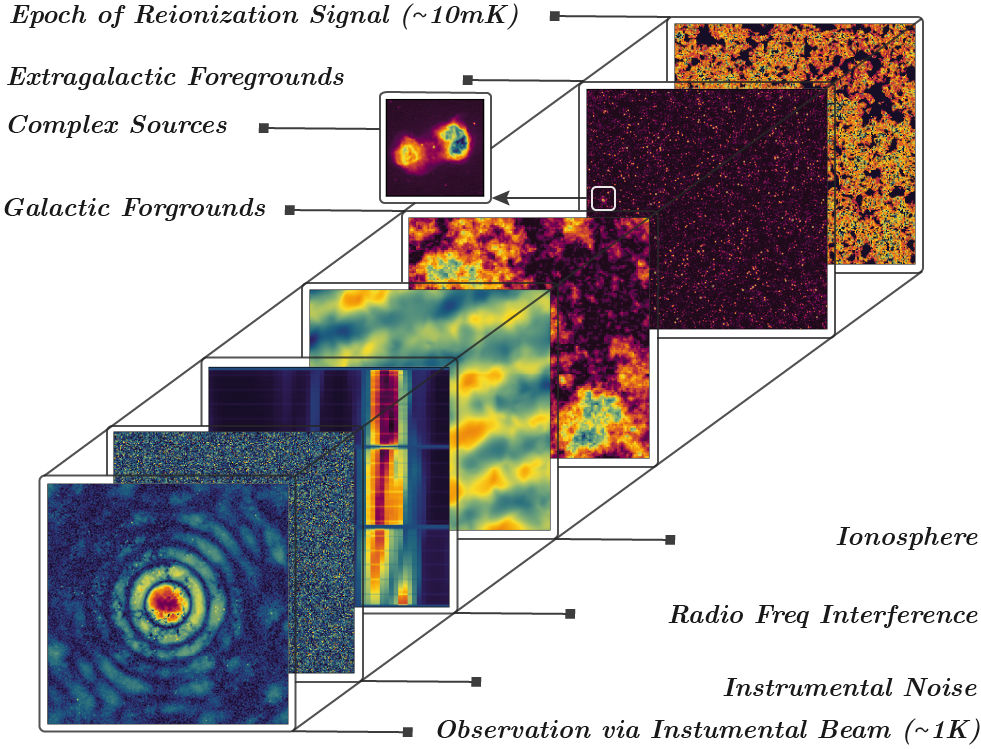 Epoch of Reionization Signal (~10mK)
Extragalactic Foregrounds
Complex Sources
Galactic Forgrounds
Ionosphere
Radio Freq Interference
Instrumental Noise
Observation via Instumental Beam (~1K)